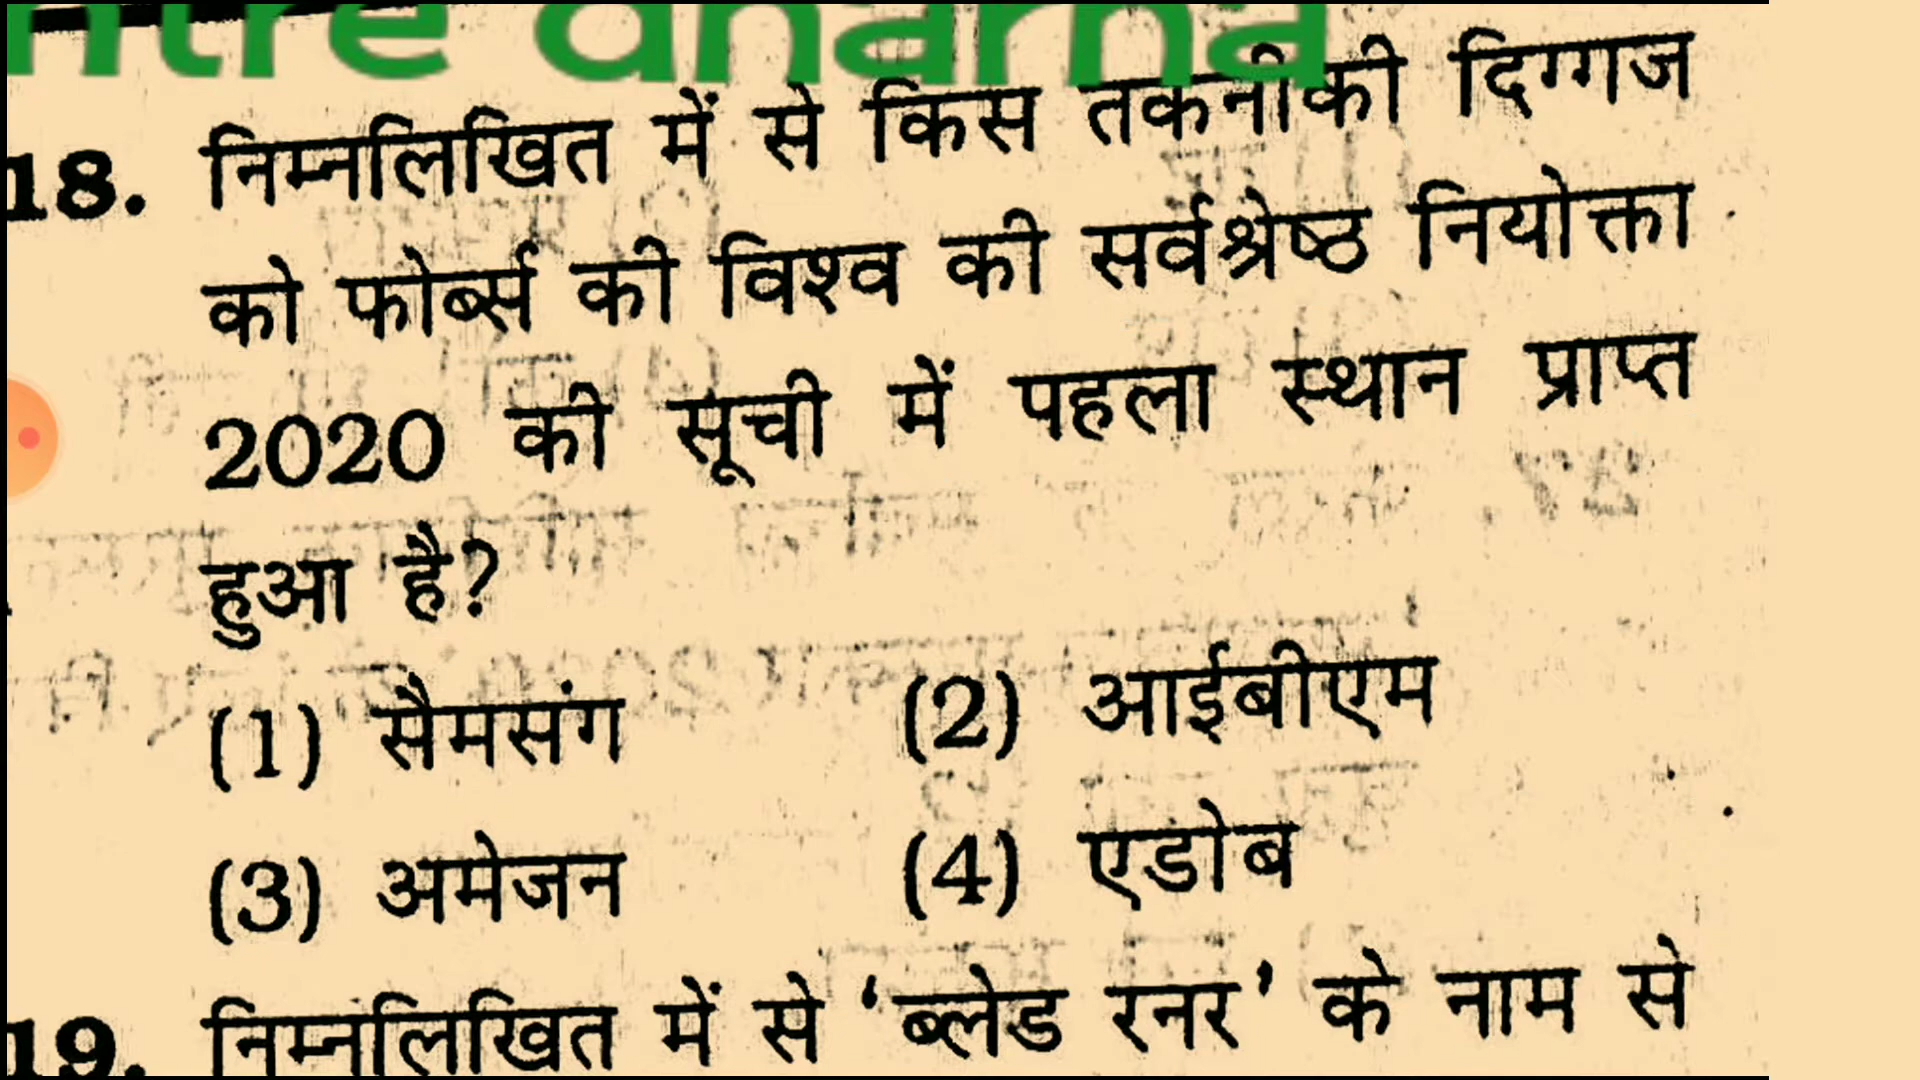 18. निम्नलिखित में से किस तकनीकी दिग्गज
को फोर्ब्स की विश्व की सर्वश्रेष्ठ नियोक्ता
2020 की सूची में पहला स्थान प्राप्त
हुआ है?
(1) सैमसंग (2) आईबीएम
(3) अमेजन (4) एडोब
19. निम्नलिखित में से ‘ब्लेड रनर’ के नाम से